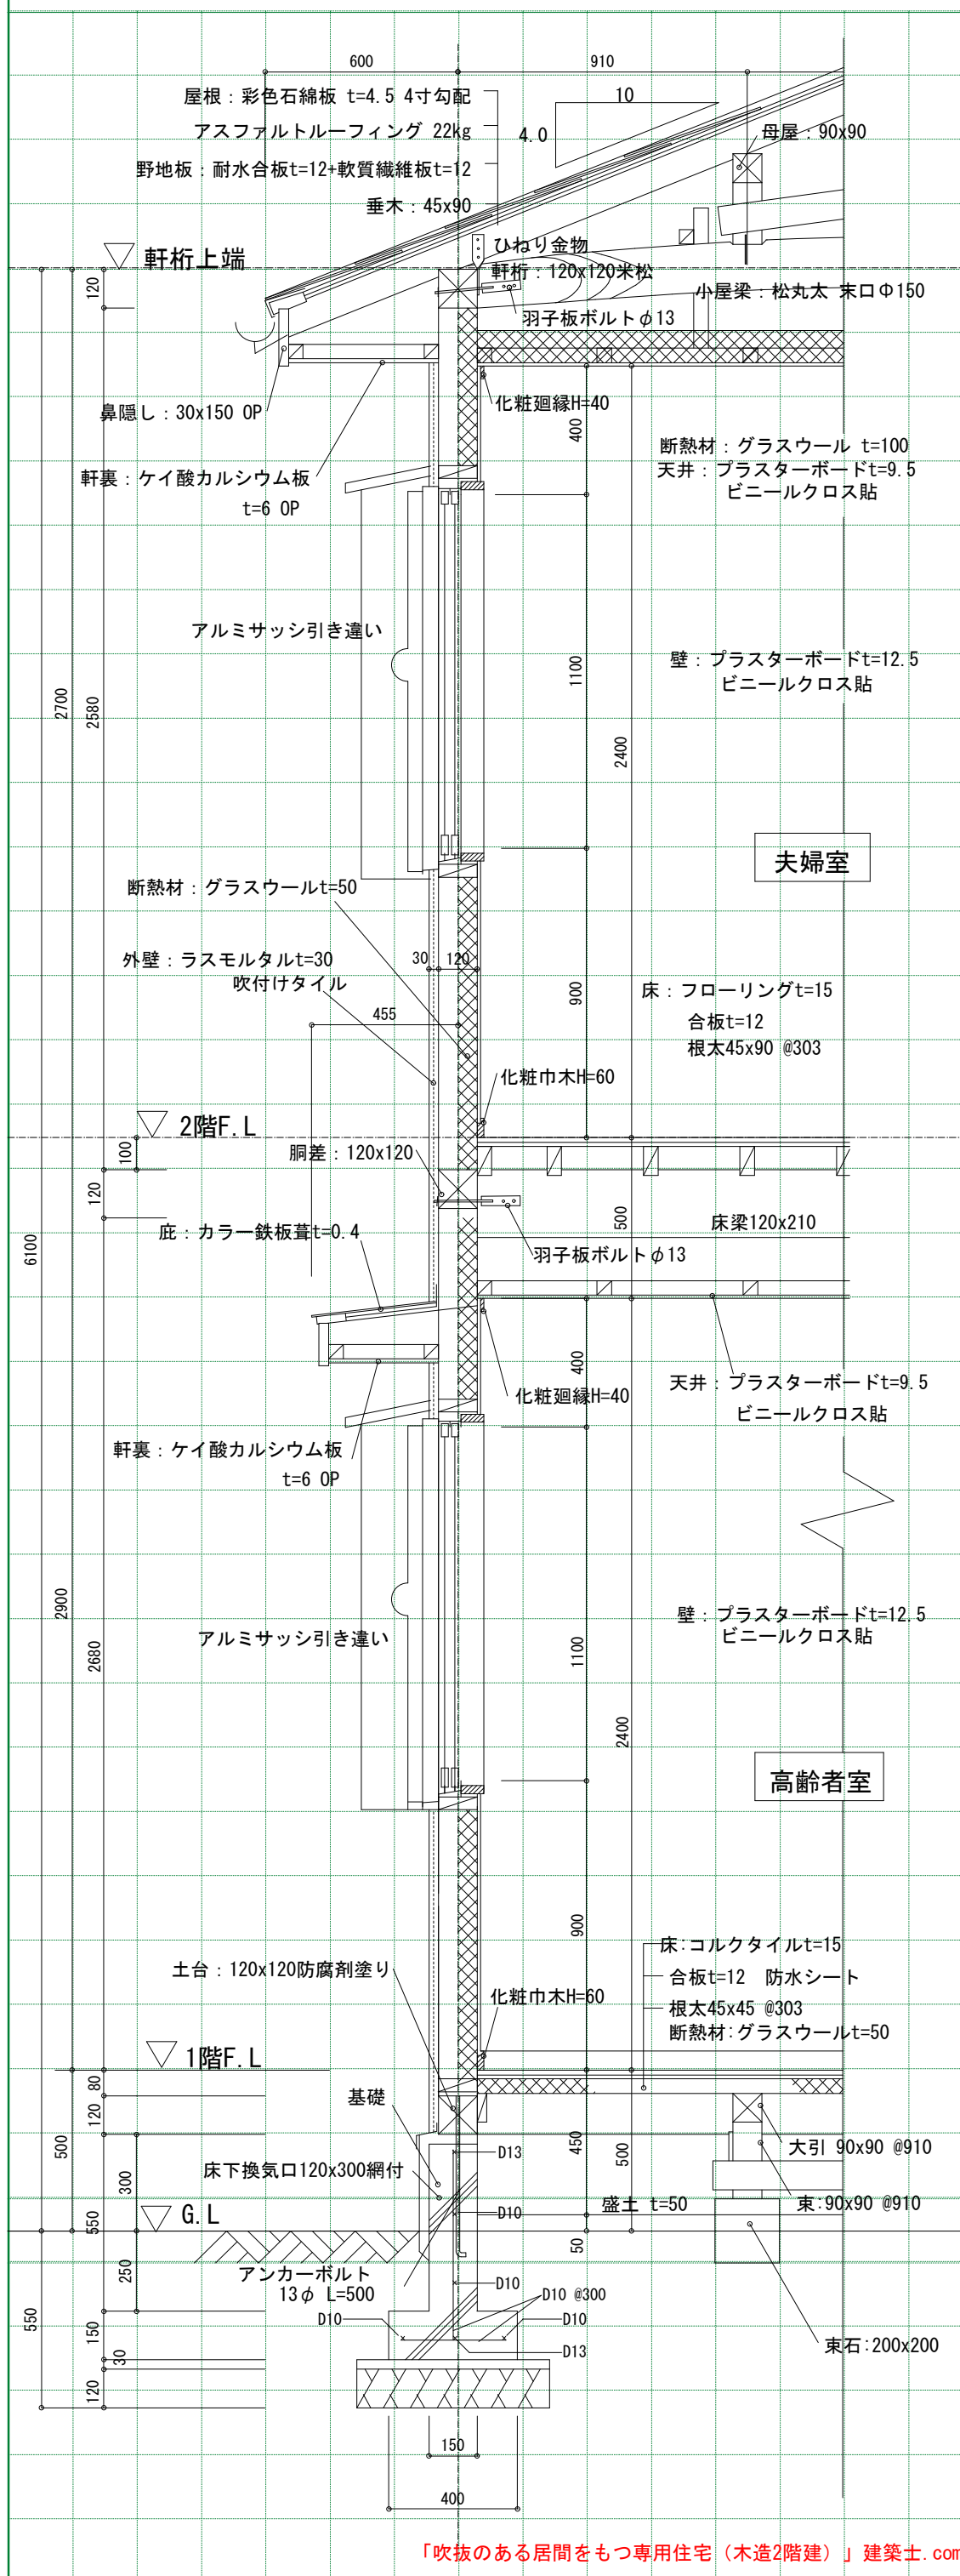 600
910
屋根：彩色石綿板 t=4.5 4寸勾配
10
アスファルトルーフィング 22kg
4.0
母屋：90x90
野地板：耐水合板t=12+軟質繊維板t=12
垂木：45x90
軒桁上端
ひねり金物
120
軒桁：120x120米松
小屋梁：松丸太 末口Φ150
羽子板ボルトφ13
鼻隠し：30x150 OP
化粧廻縁H=40
400
断熱材：グラスウール t=100
軒裏：ケイ酸カルシウム板
天井：プラスターボードt=9.5
t=6 OP
ビニールクロス貼
アルミサッシ引き違い
壁：プラスターボードt=12.5
ビニールクロス貼
1100
2700
2580
2400
夫婦室
断熱材：グラスウールt=50
外壁：ラスモルタルt=30
30
120
吹付けタイル
床：フローリングt=15
900
455
合板t=12
根太45x90 @303
化粧巾木H=60
2階F.L
100
胴差：120x120
120
500
床梁120x210
6100
庇：カラー鉄板葺t=0.4
羽子板ボルトφ13
400
化粧廻縁H=40
天井：プラスターボードt=9.5
ビニールクロス貼
軒裏：ケイ酸カルシウム板
t=6 OP
2900
アルミサッシ引き違い
壁：プラスターボードt=12.5
ビニールクロス貼
2680
1100
2400
高齢者室
900
床:コルクタイルt=15
土台：120x120防腐剤塗り
合板t=12 防水シート
化粧巾木H=60
根太45x45 @303
断熱材:グラスウールt=50
1階F.L
80
基礎
120
500
450
500
D13
大引 90x90 @910
床下換気口120x300網付
300
盛土 t=50
束:90x90 @910
G.L
D10
550
50
アンカーボルト
250
13φ L=500
D10
D10 @300
550
D10
D10
150
束石:200x200
D13
30
120
150
400
「吹抜のある居間をもつ専用住宅（木造2階建）」建築士.com